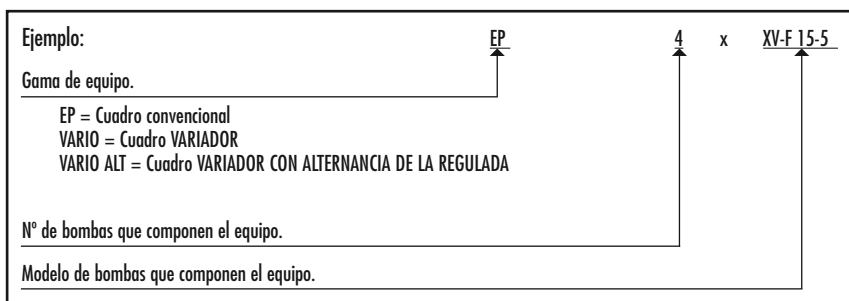 Ejemplo: EP 4 x XV-F 15-5
Gama de equipo.
EP = Cuadro convencional
VARIO = Cuadro VARIADOR
VARIO ALT = Cuadro VARIADOR CON ALTERNANCIA DE LA REGULADA
Nº de bombas que componen el equipo.
Modelo de bombas que componen el equipo.